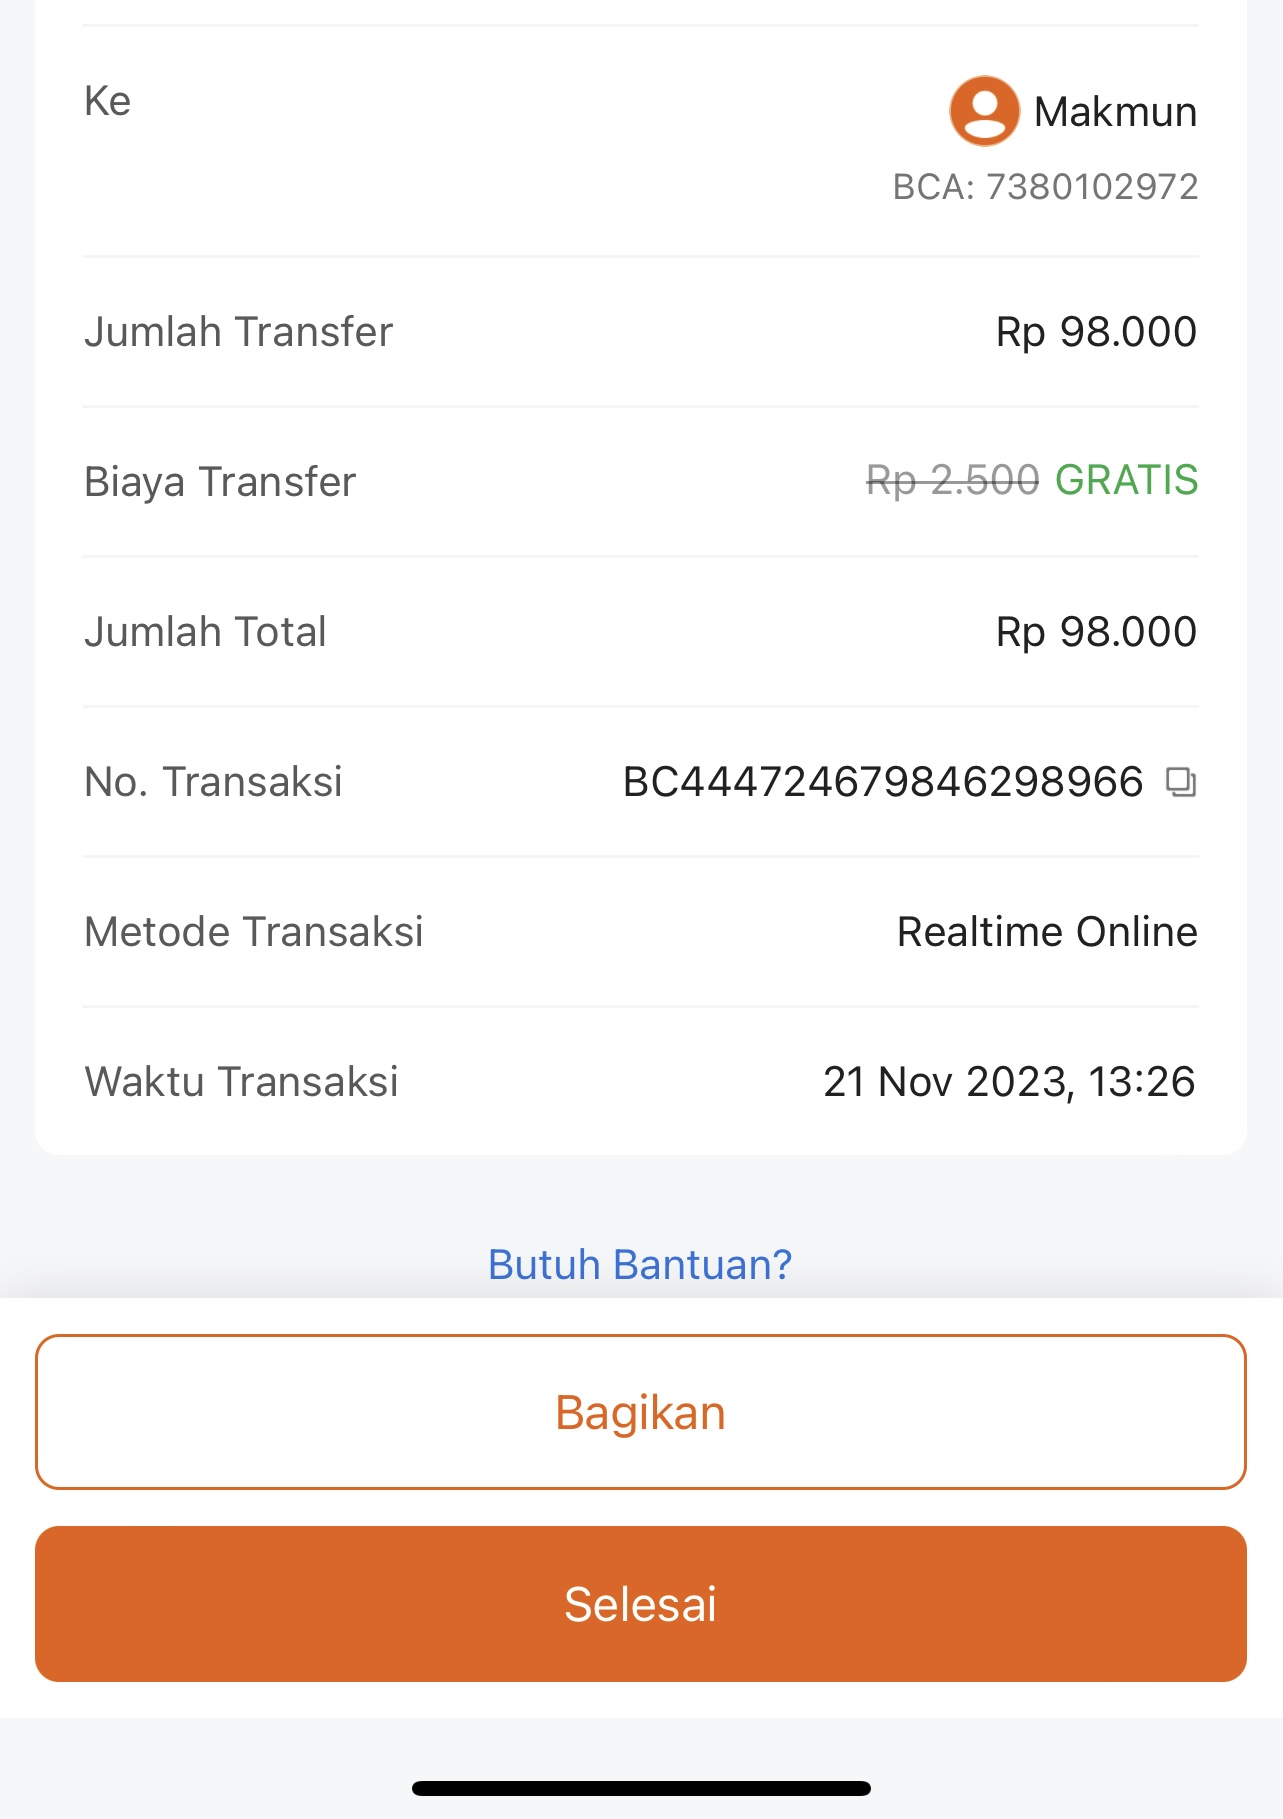 Ke
Makmun
BCA: 7380102972
Jumlah Transfer Rp 98.000
Biaya Transfer Rp 2.500 GRATIS
Jumlah Total Rp 98.000
No. Transaksi BC444724679846298966
Metode Transaksi Realtime Online
Waktu Transaksi 21 Nov 2023, 13:26
Butuh Bantuan?
Bagikan
Selesai